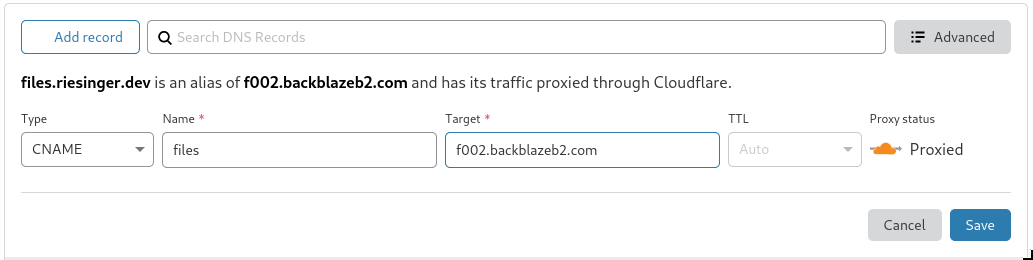 Add record Search DNS Records Advanced
files.riesinger.dev is an alias of f002.backblazeb2.com and has its traffic proxied through Cloudflare.
Type Name * Target * TTL Proxy status
CNAME files f002.backblazeb2.com Auto Proxied
Cancel Save